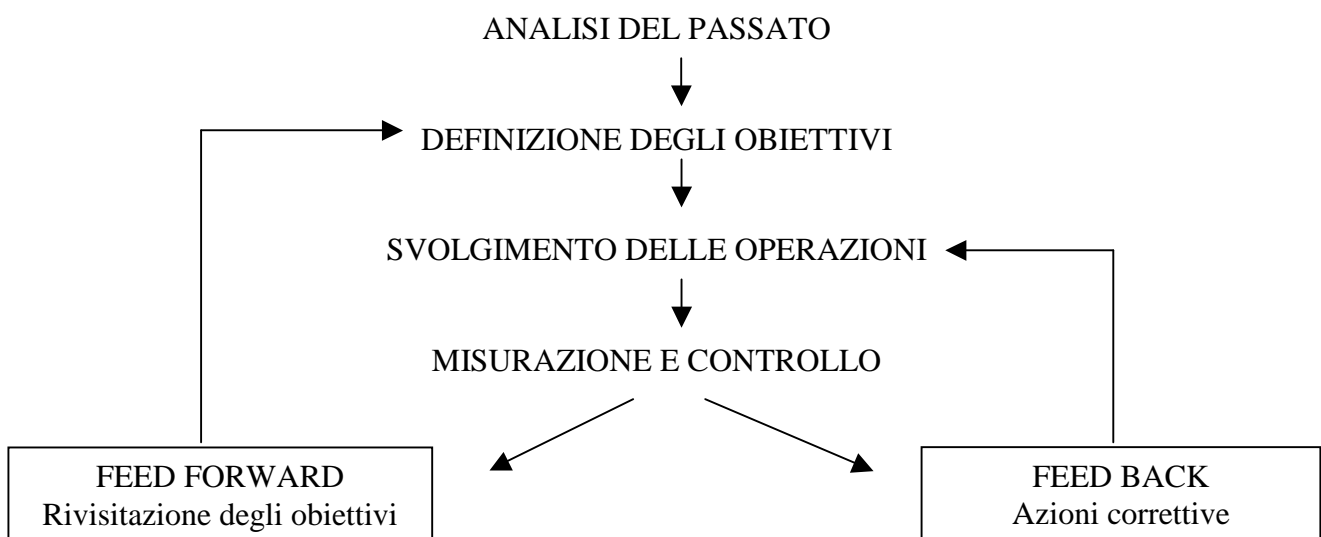 ANALISI DEL PASSATO
DEFINIZIONE DEGLI OBIETTIVI
SVOLGIMENTO DELLE OPERAZIONI
MISURAZIONE E CONTROLLO
FEED FORWARD
Rivisitazione degli obiettivi
FEED BACK
Azioni correttive